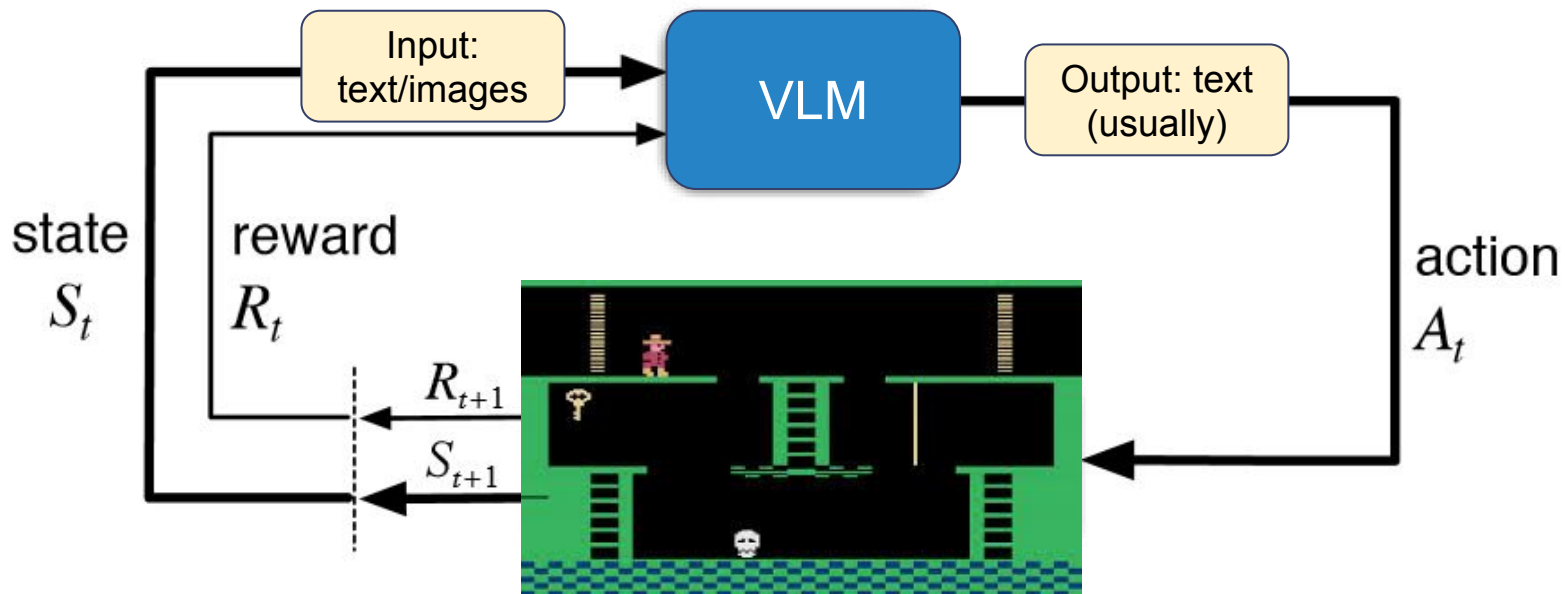 Input:
text/images
VLM
Output: text
(usually)
state
S_t
reward
R_t
action
A_t
R_{t+1}
S_{t+1}